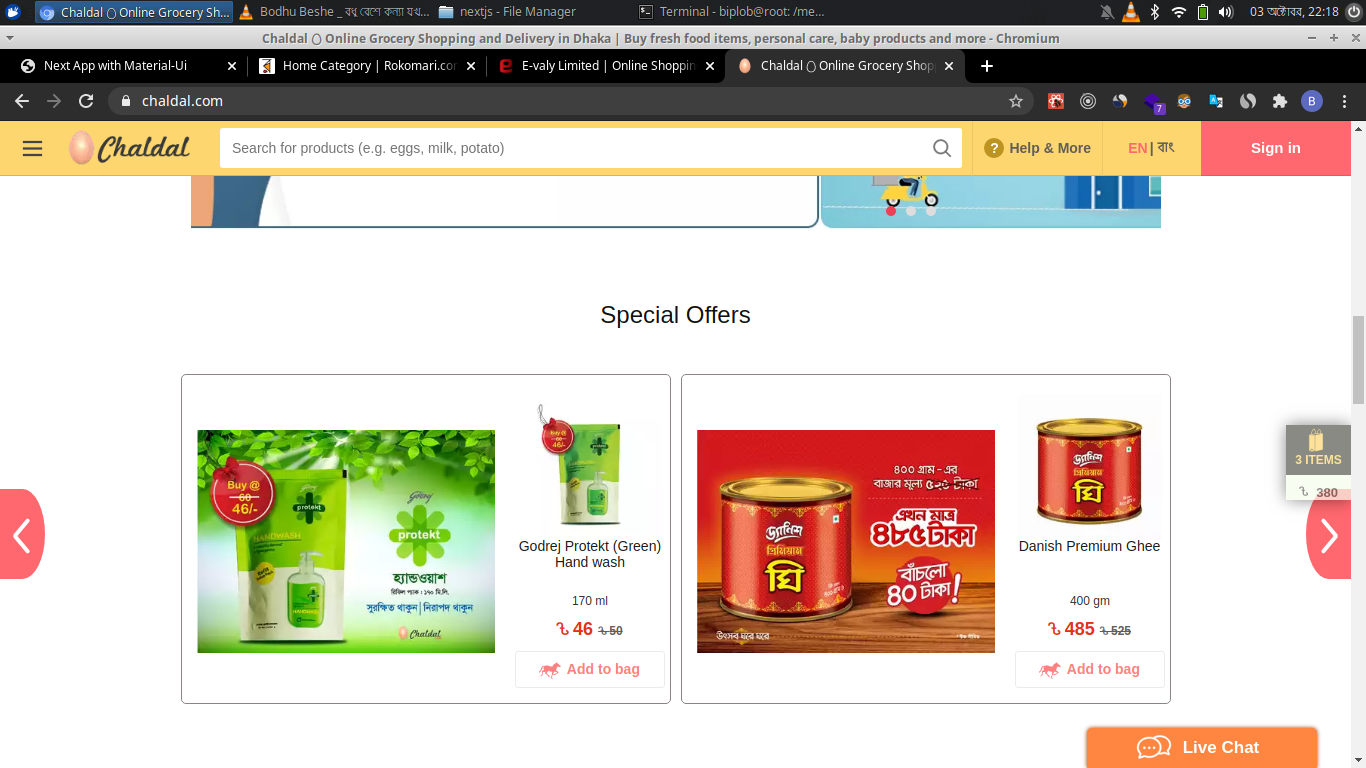 Chaldal Online Grocery Sh...
Bodhu Beshe _ বধূ বেশে কন্যা যখ...
nextjs - File Manager
Terminal - biplob@root: /me...
03 অক্টোবর, 22:18
Chaldal Online Grocery Shopping and Delivery in Dhaka | Buy fresh food items, personal care, baby products and more - Chromium
Next App with Material-Ui
Home Category | Rokomari.com
E-valy Limited | Online Shoppin
Chaldal Online Grocery Shop
chaldal.com
7
B
Chaldal
Search for products (e.g. eggs, milk, potato)
? Help & More
EN | বাং
Sign in
Special Offers
Buy @
60
46/-
protekt
HANDWASH
Godrej
protekt
হ্যান্ডওয়াশ
রিফিল প্যাক : ১৭০ মি.লি.
সুরক্ষিত থাকুন | নিরাপদ থাকুন
Chaldal
Buy @
60
46/-
protekt
Godrej Protekt (Green)
Hand wash
170 ml
৳ 46 ৳ 50
Add to bag
ড্যানিশ
প্রিমিয়াম
ঘি
৪০০ গ্রাম - এর
বাজার মূল্য ৫২৫ টাকা
এখন মাত্র
৪৮৫ টাকা
বাঁচলো
৪০ টাকা!
উৎসব ঘরে ঘরে
ড্যানিশ
প্রিমিয়াম
ঘি
Danish Premium Ghee
400 gm
৳ 485 ৳ 525
Add to bag
3 ITEMS
৳ 380
Live Chat